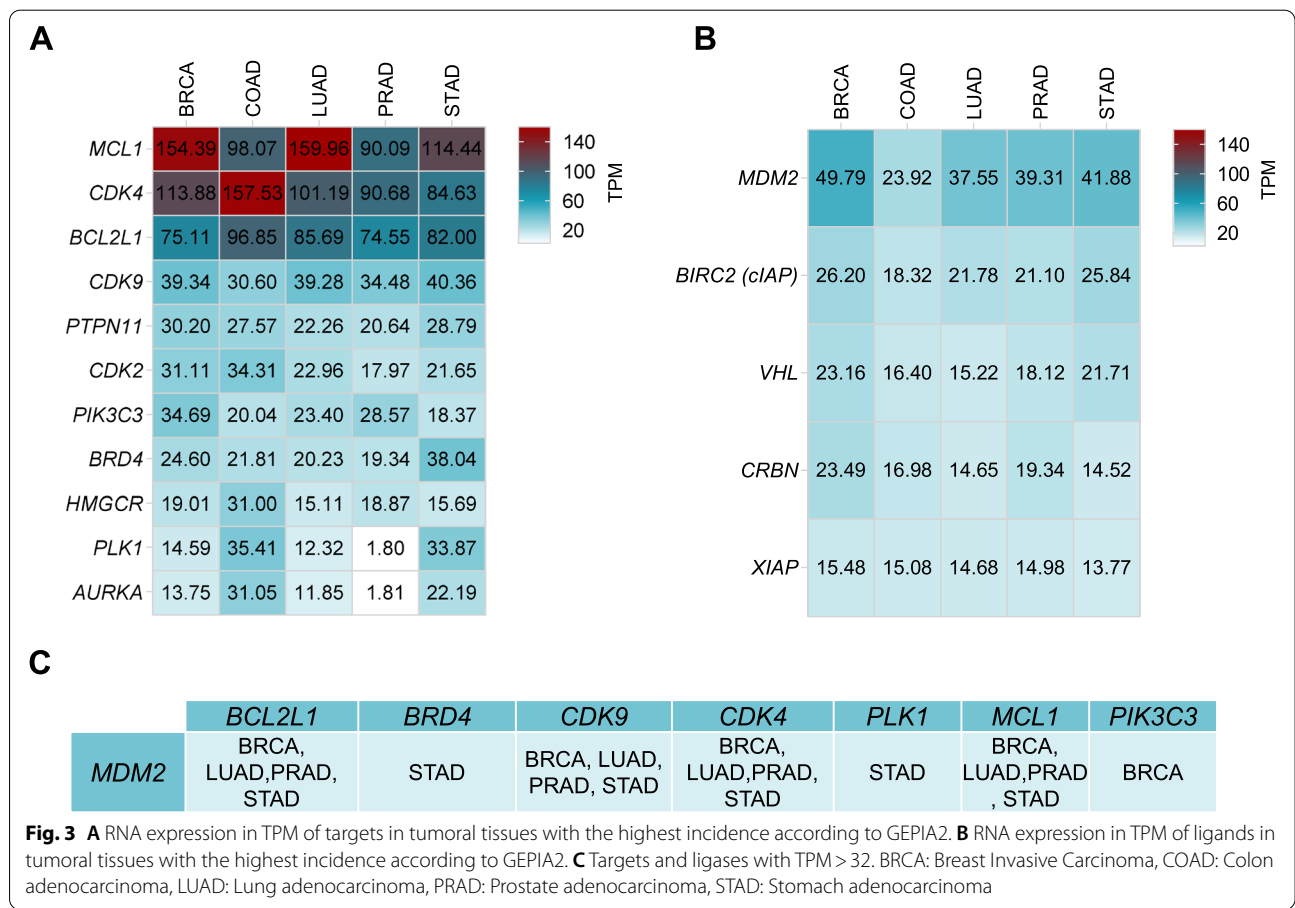 A
BRCA COAD LUAD PRAD STAD
MCL1 154.39 98.07 159.96 90.09 114.44
CDK4 113.88 157.53 101.19 90.68 84.63
BCL2L1 75.11 96.85 85.69 74.55 82.00
CDK9 39.34 30.60 39.28 34.48 40.36
PTPN11 30.20 27.57 22.26 20.64 28.79
CDK2 31.11 34.31 22.96 17.97 21.65
PIK3C3 34.69 20.04 23.40 28.57 18.37
BRD4 24.60 21.81 20.23 19.34 38.04
HMGCR 19.01 31.00 15.11 18.87 15.69
PLK1 14.59 35.41 12.32 1.80 33.87
AURKA 13.75 31.05 11.85 1.81 22.19
140
100
60
20
TPM
B
BRCA COAD LUAD PRAD STAD
MDM2 49.79 23.92 37.55 39.31 41.88
BIRC2 (cIAP) 26.20 18.32 21.78 21.10 25.84
VHL 23.16 16.40 15.22 18.12 21.71
CRBN 23.49 16.98 14.65 19.34 14.52
XIAP 15.48 15.08 14.68 14.98 13.77
140
100
60
20
TPM
C
BCL2L1 BRD4 CDK9 CDK4 PLK1 MCL1 PIK3C3
MDM2
BRCA,
LUAD,PRAD,
STAD
STAD
BRCA, LUAD,
PRAD, STAD
BRCA,
LUAD,PRAD,
STAD
STAD
BRCA,
LUAD,PRAD
, STAD
BRCA
Fig. 3 A RNA expression in TPM of targets in tumoral tissues with the highest incidence according to GEPIA2. B RNA expression in TPM of ligands in
tumoral tissues with the highest incidence according to GEPIA2. C Targets and ligases with TPM > 32. BRCA: Breast Invasive Carcinoma, COAD: Colon
adenocarcinoma, LUAD: Lung adenocarcinoma, PRAD: Prostate adenocarcinoma, STAD: Stomach adenocarcinoma